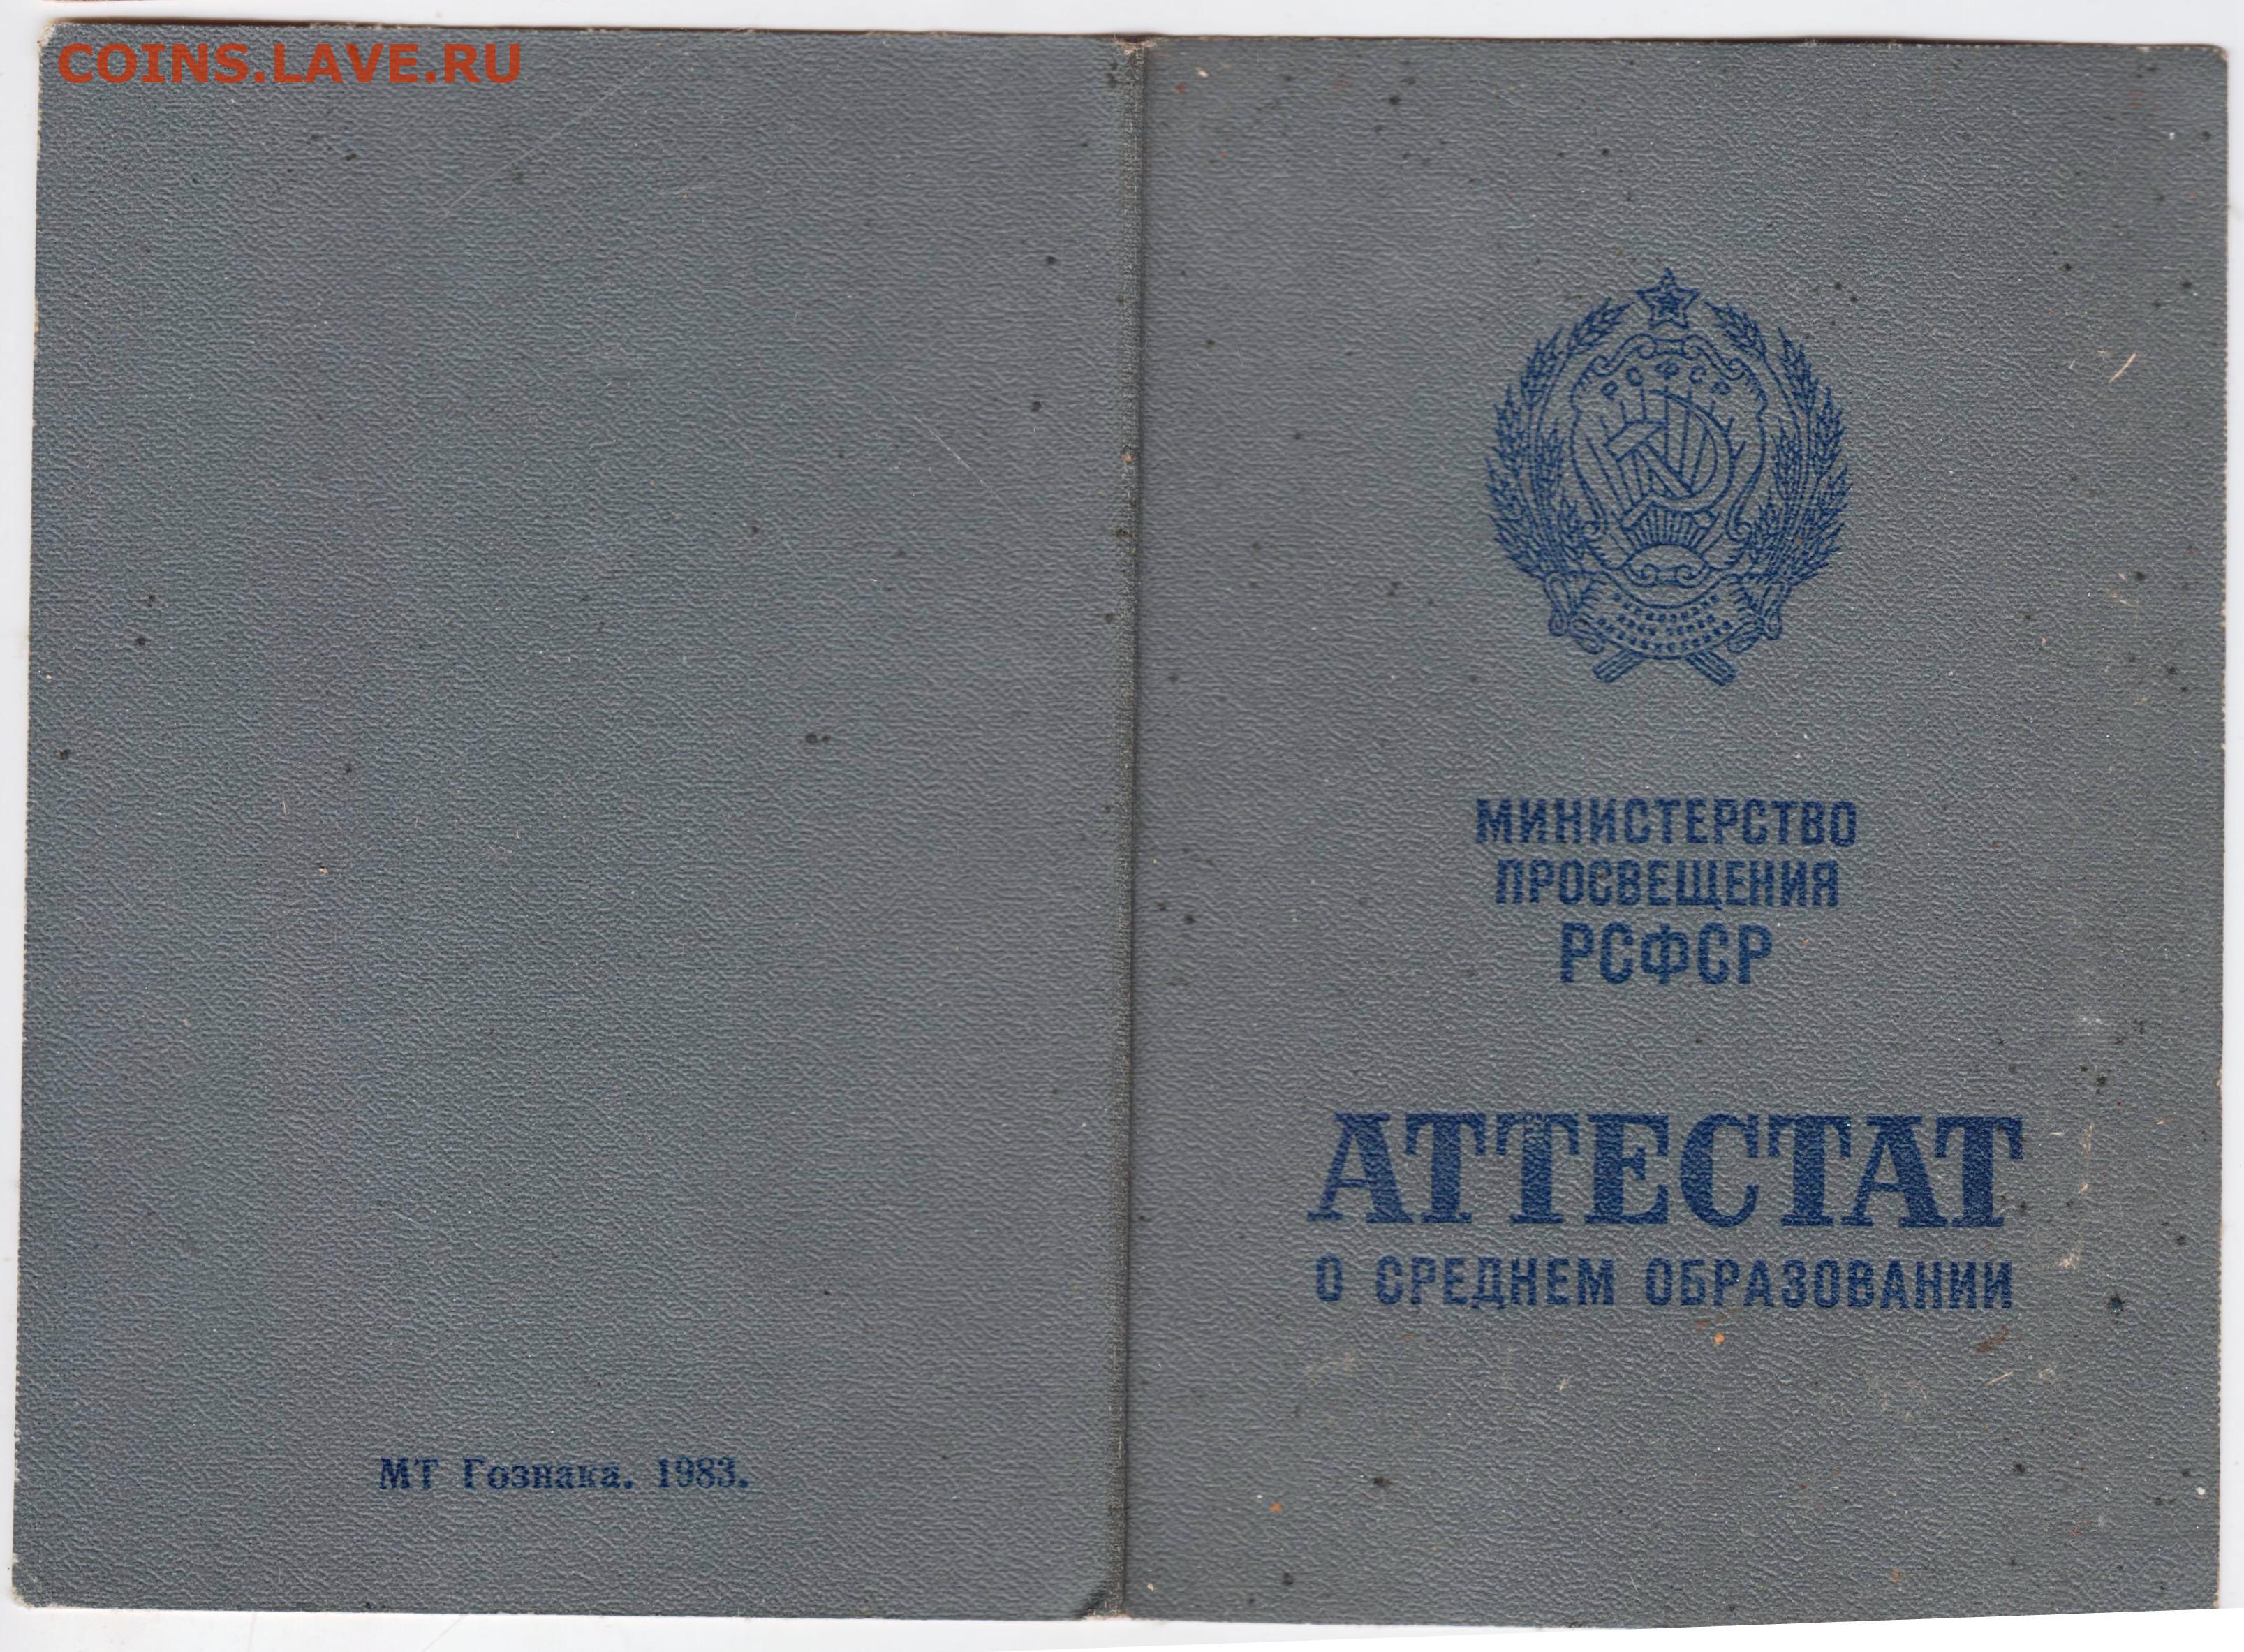 COINS.LAVE.RU
МТ Гознака. 1983.
РСФСР
МИНИСТЕРСТВО
ПРОСВЕЩЕНИЯ
РСФСР
АТТЕСТАТ
О СРЕДНЕМ ОБРАЗОВАНИИ